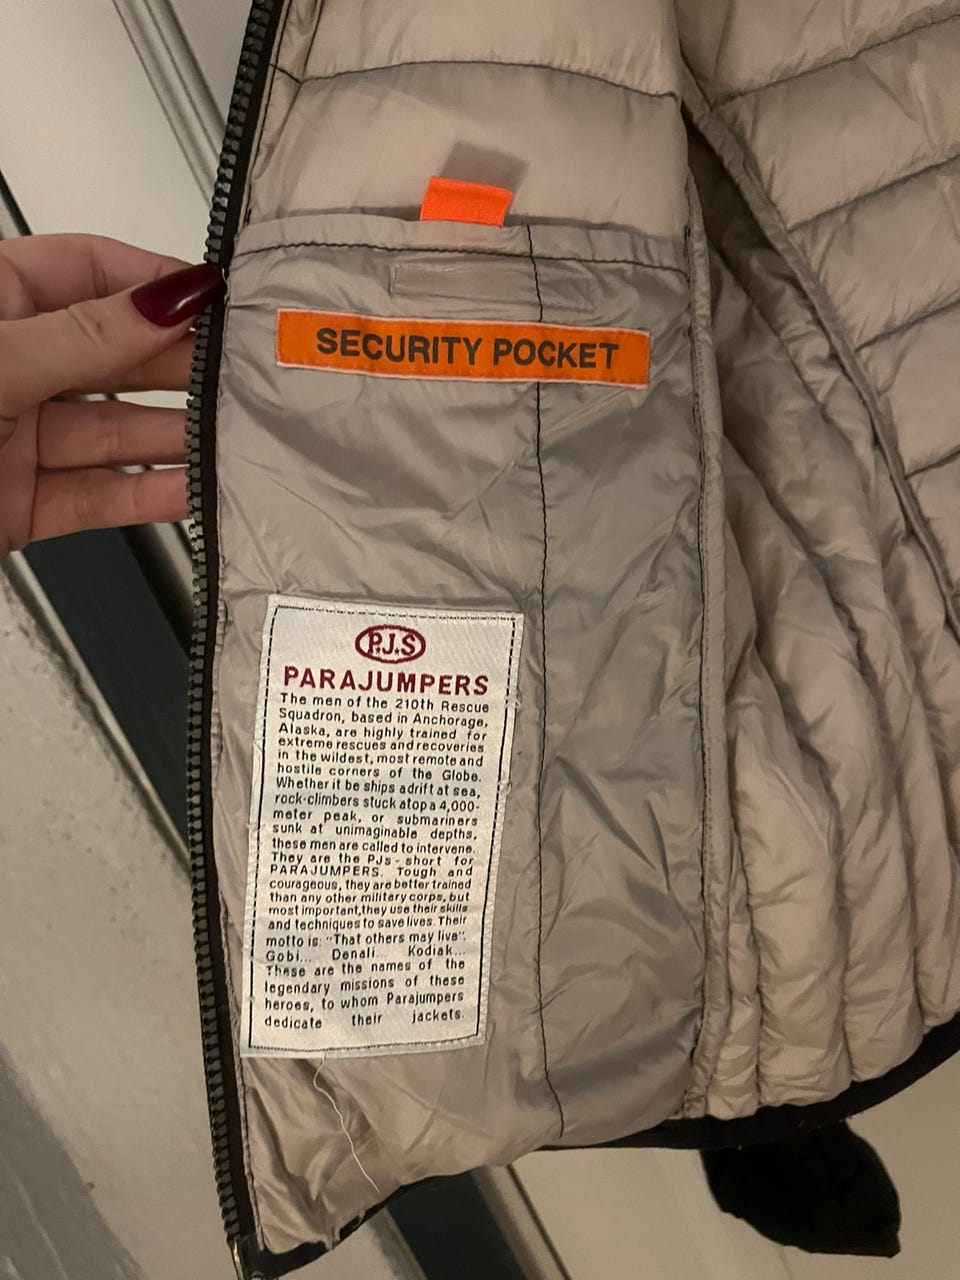 SECURITY POCKET
P.J.S
PARAJUMPERS
The men of the 210th Rescue
Squadron, based in Anchorage,
Alaska, are highly trained for
extreme rescues and recoveries
in the wildest, most remote and
hostile corners of the Globe.
Whether it be ships adrift at sea,
rock-climbers stuck atop a 4,000-
meter peak, or submariners
sunk at unimaginable depths,
these men are called to intervene.
They are the PJs - short for
PARAJUMPERS. Tough and
courageous, they are better trained
than any other military corps, but
most important,they use their skills
and techniques to save lives. Their
motto is: "That others may live".
Gobi... Denali... Kodiak...
These are the names of the
legendary missions of these
heroes, to whom Parajumpers
dedicate their jackets.